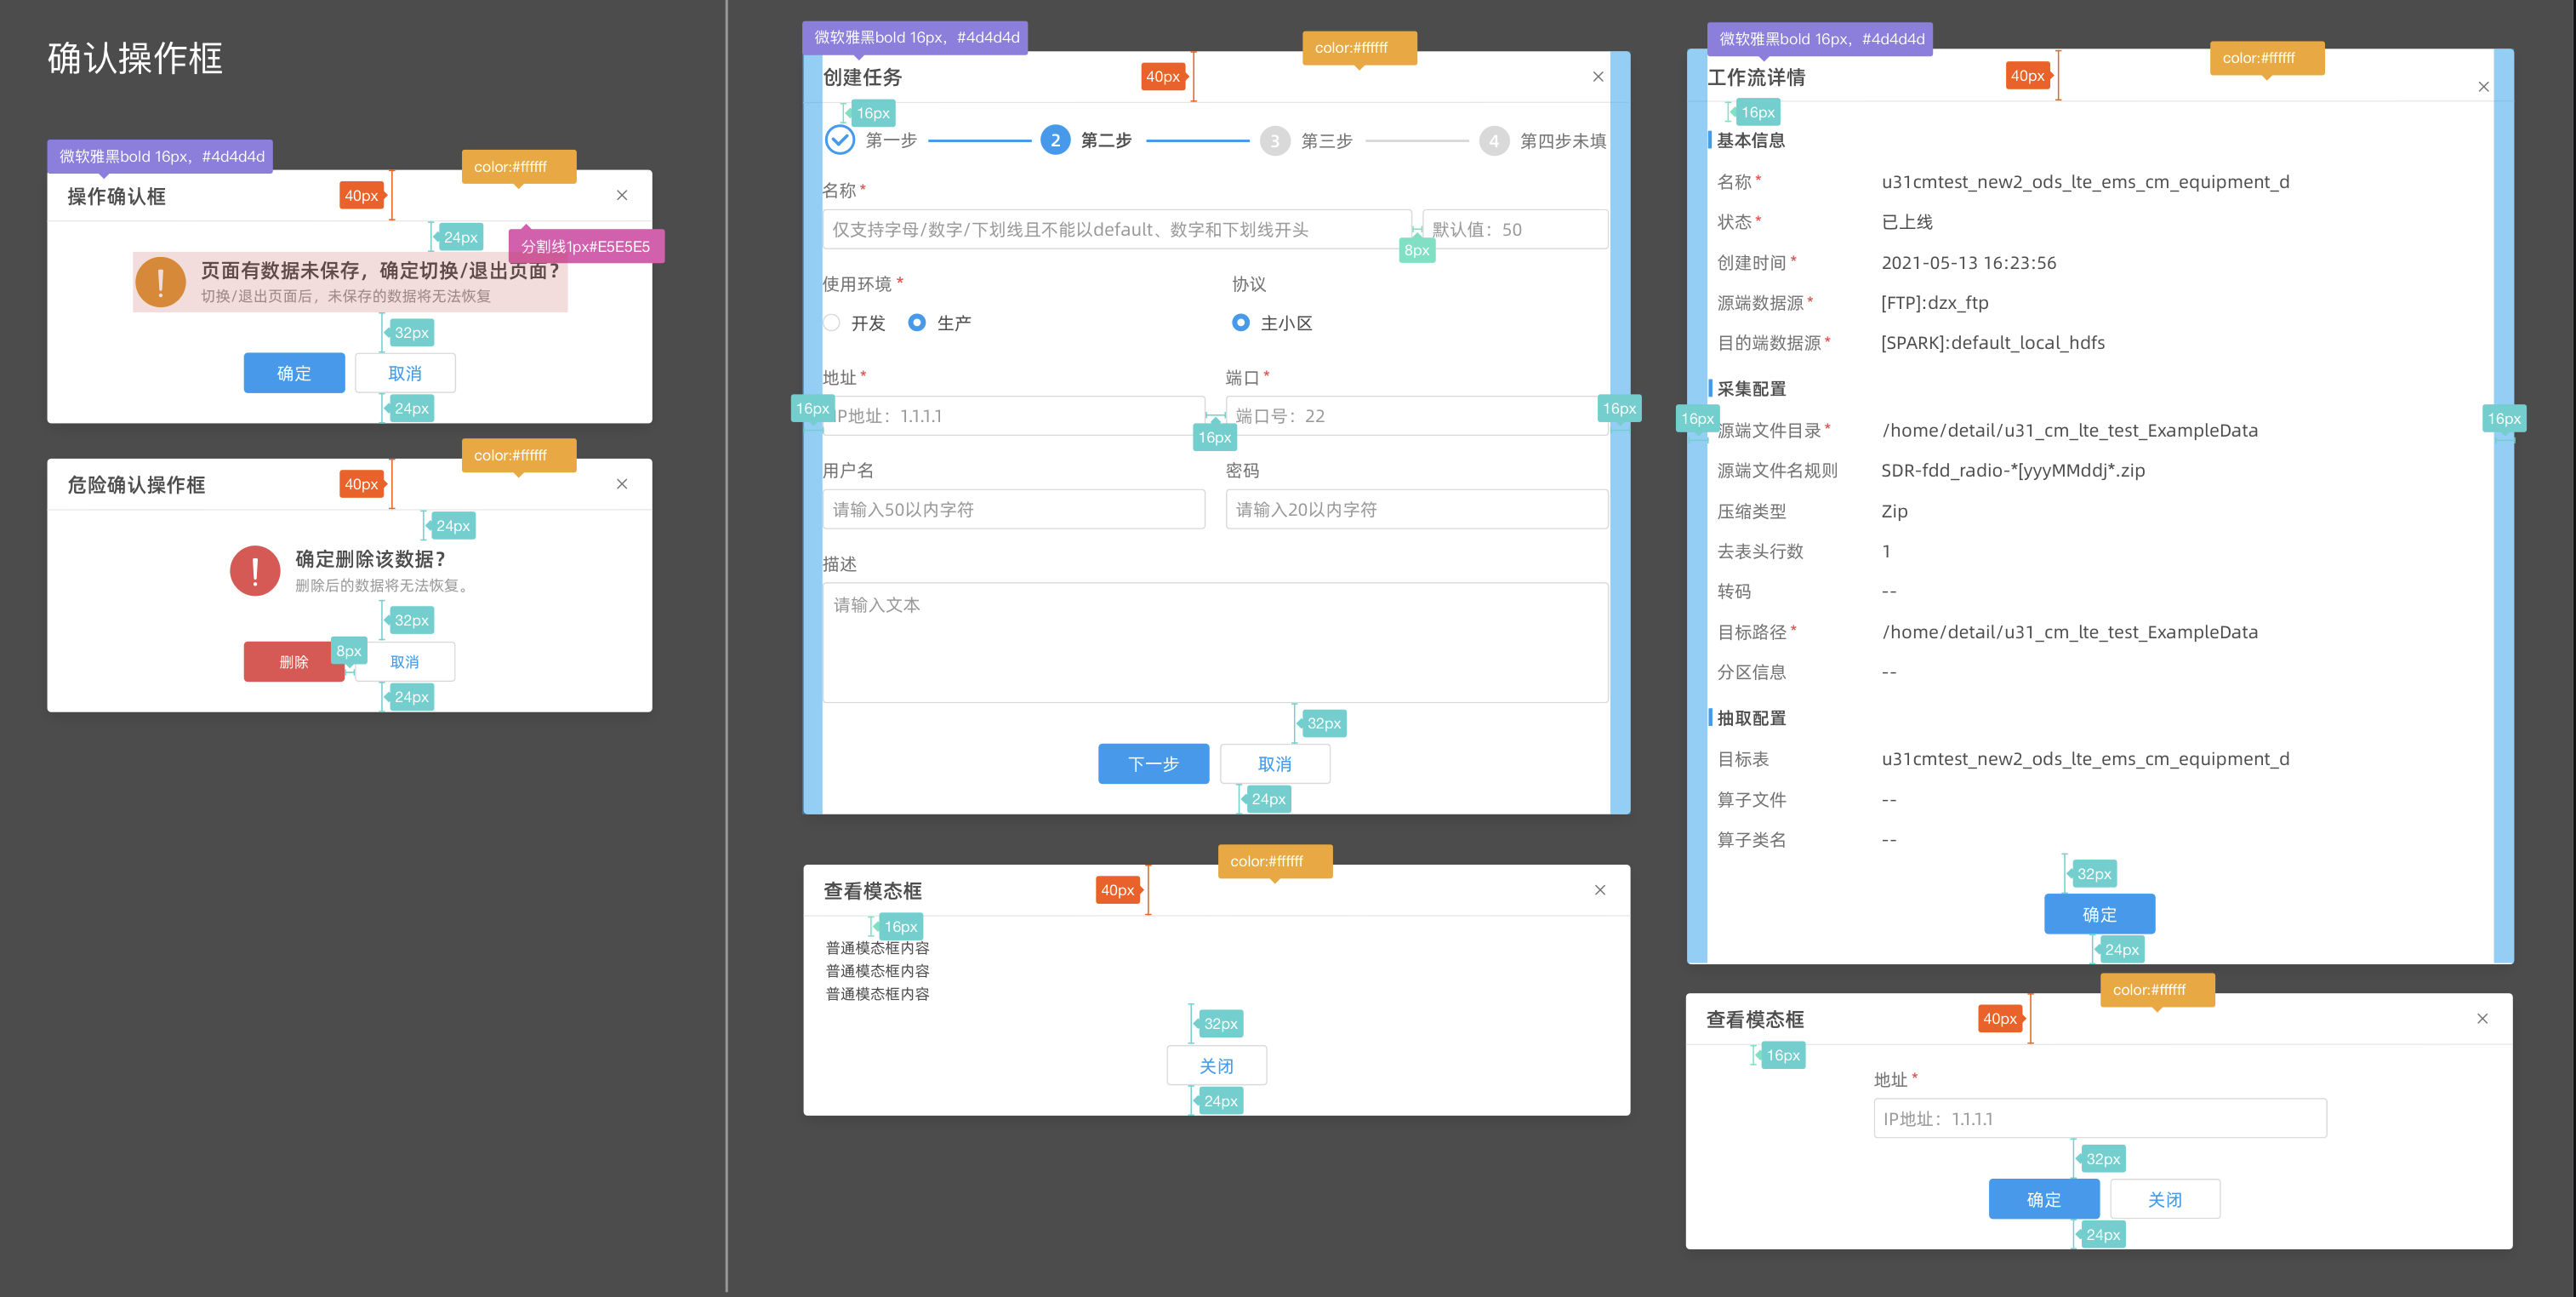 确认操作框
微软雅黑bold 16px，#4d4d4d
color:#ffffff
操作确认框
40px
24px
分割线1px#E5E5E5
页面有数据未保存，确定切换/退出页面？
切换/退出页面后，未保存的数据将无法恢复
32px
确定
取消
24px
color:#ffffff
危险确认操作框
40px
24px
确定删除该数据？
删除后的数据将无法恢复。
32px
删除
8px
取消
24px
微软雅黑bold 16px，#4d4d4d
color:#ffffff
创建任务
40px
16px
第一步
2 第二步
3 第三步
4 第四步未填
名称*
仅支持字母/数字/下划线且不能以default、数字和下划线开头
默认值：50
8px
使用环境*
协议
开发
生产
主小区
地址*
端口*
16px
IP地址：1.1.1.1
16px
端口号：22
16px
用户名
密码
请输入50以内字符
请输入20以内字符
描述
请输入文本
32px
下一步
取消
24px
color:#ffffff
查看模态框
40px
16px
普通模态框内容
普通模态框内容
普通模态框内容
32px
关闭
24px
微软雅黑bold 16px，#4d4d4d
color:#ffffff
工作流详情
40px
16px
基本信息
名称* u31cmtest_new2_ods_lte_ems_cm_equipment_d
状态* 已上线
创建时间* 2021-05-13 16:23:56
源端数据源* [FTP]:dzx_ftp
目的端数据源* [SPARK]:default_local_hdfs
采集配置
16px
16px
源端文件目录* /home/detail/u31_cm_lte_test_ExampleData
源端文件名规则 SDR-fdd_radio-*[yyyMMddj*.zip
压缩类型 Zip
去表头行数 1
转码 --
目标路径* /home/detail/u31_cm_lte_test_ExampleData
分区信息 --
抽取配置
目标表 u31cmtest_new2_ods_lte_ems_cm_equipment_d
算子文件 --
算子类名 --
32px
确定
24px
color:#ffffff
查看模态框
40px
16px
地址*
IP地址：1.1.1.1
32px
确定
关闭
24px